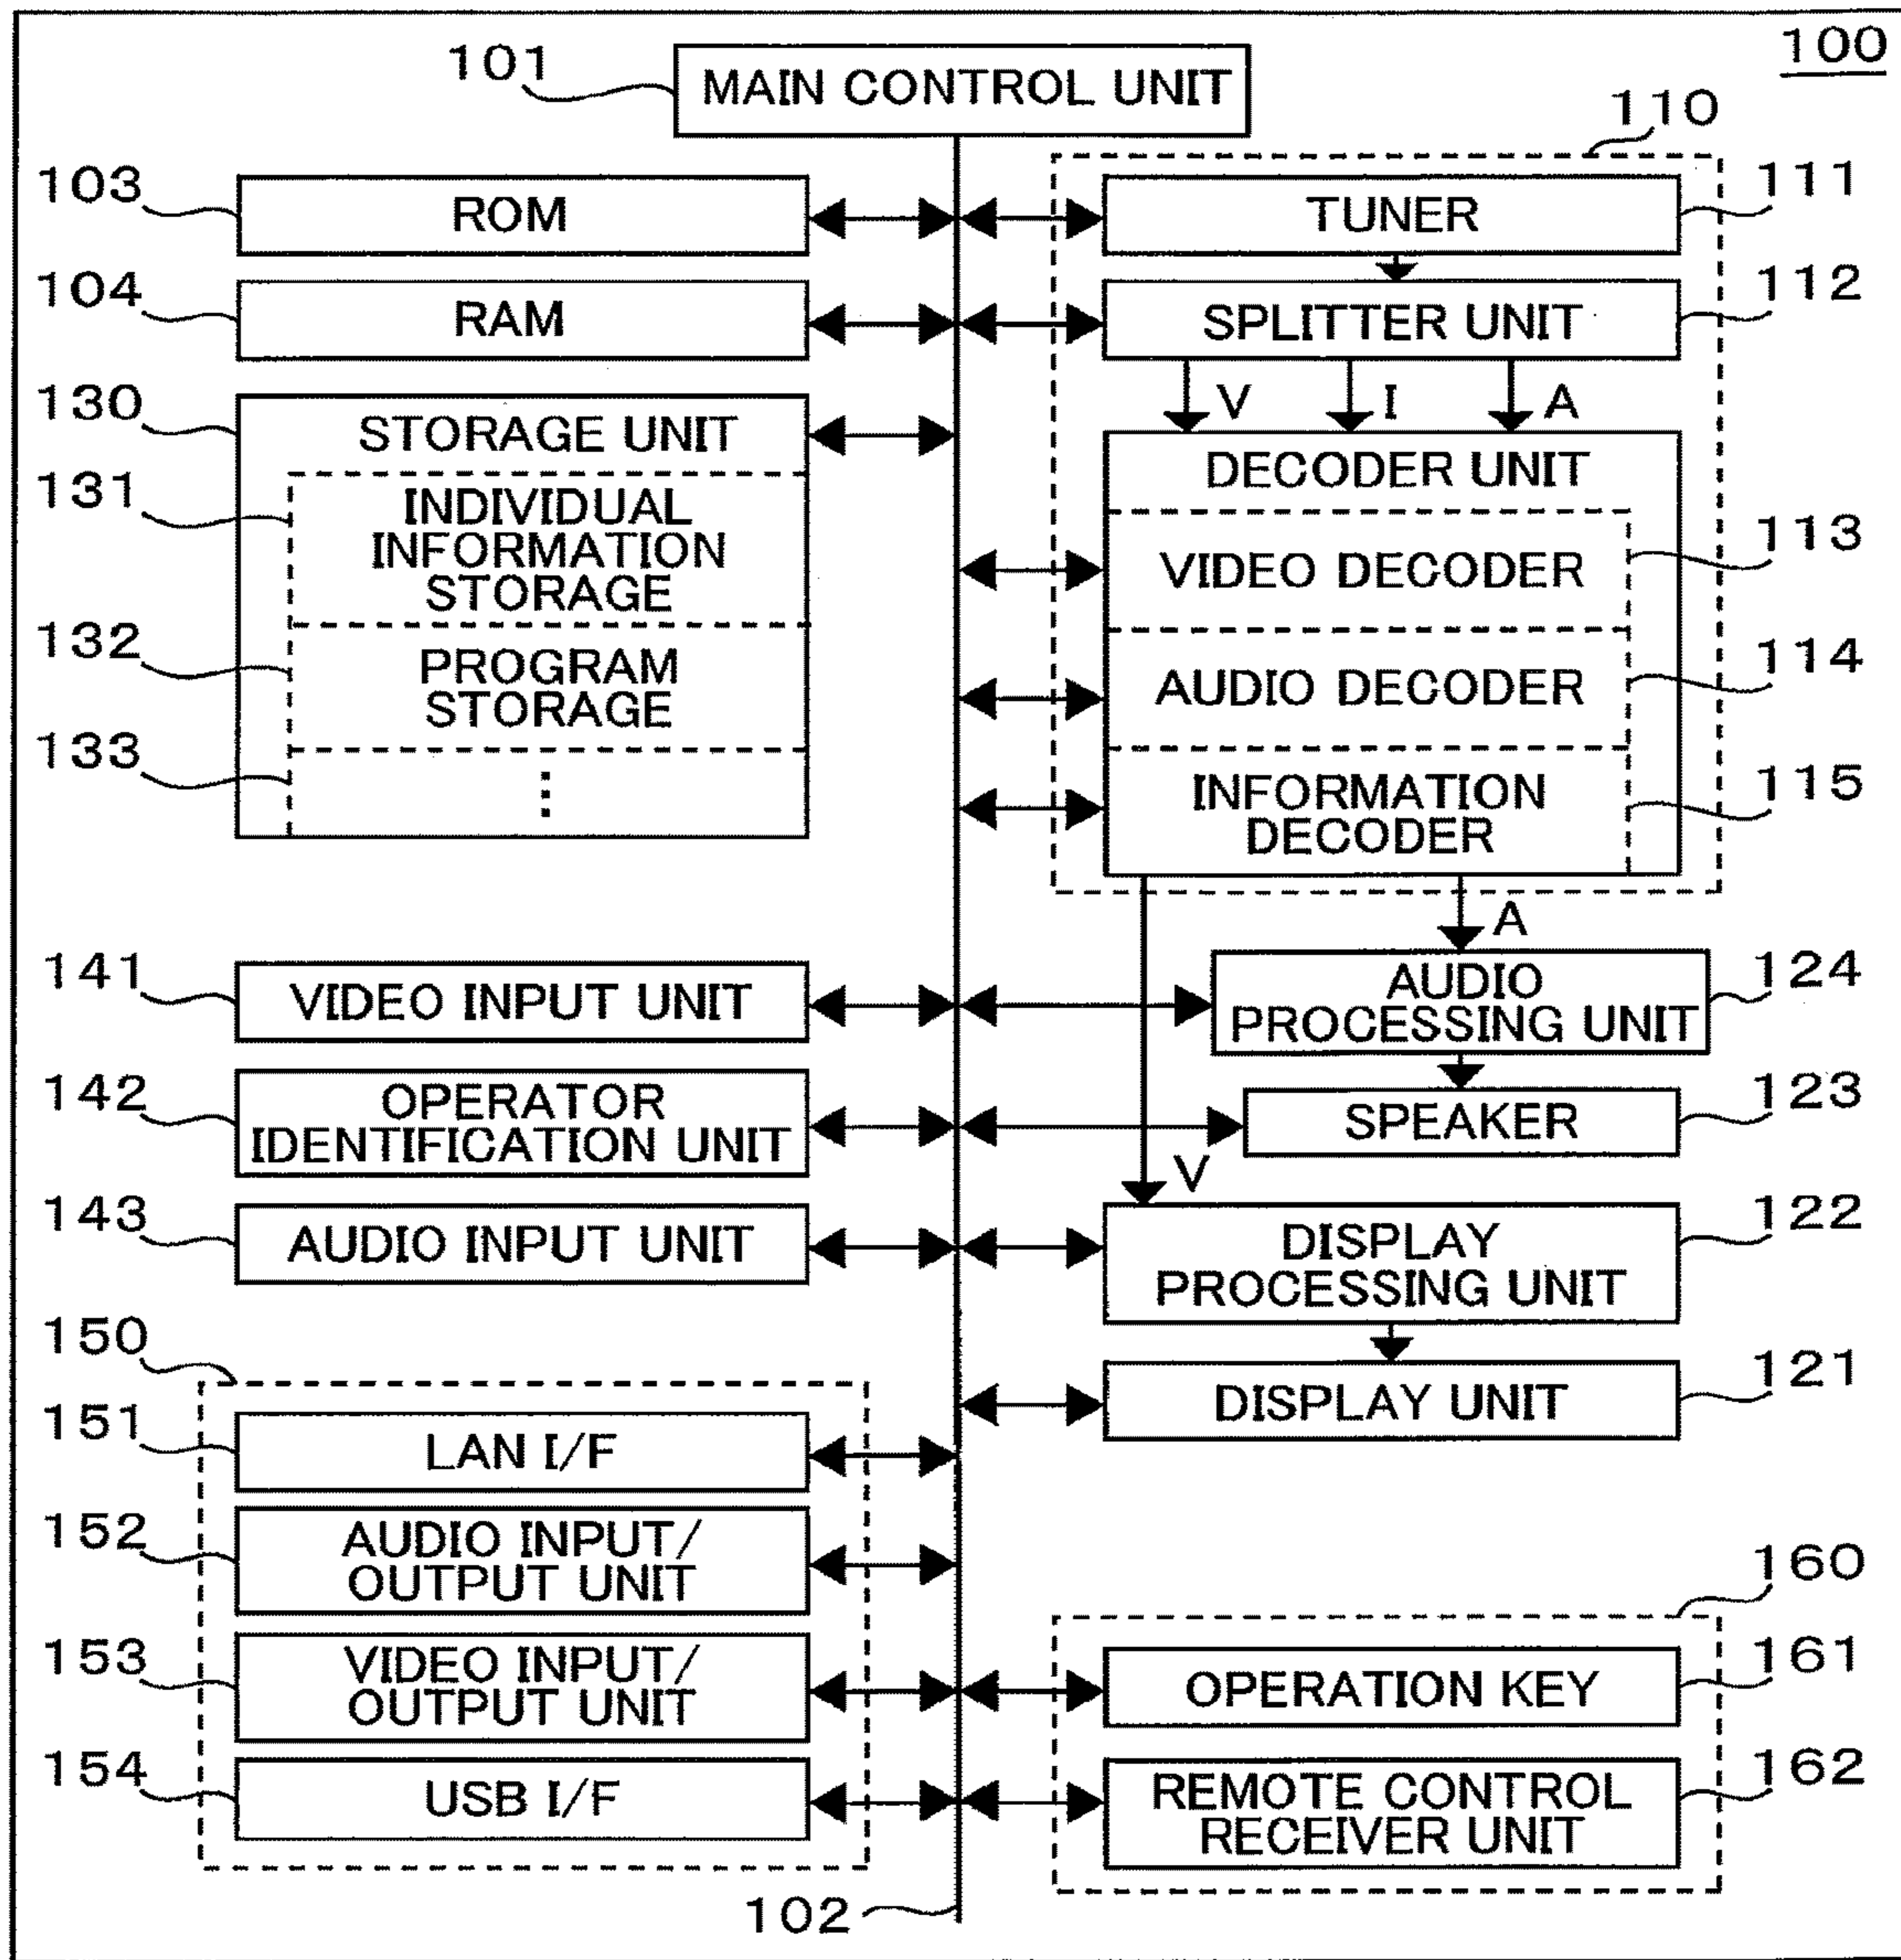 100
101
MAIN CONTROL UNIT
110
103
ROM
TUNER
111
104
RAM
SPLITTER UNIT
112
V
I
A
130
STORAGE UNIT
DECODER UNIT
131
INDIVIDUAL
INFORMATION
STORAGE
VIDEO DECODER
113
132
PROGRAM
STORAGE
AUDIO DECODER
114
133
⋮
INFORMATION
DECODER
115
A
141
VIDEO INPUT UNIT
AUDIO
PROCESSING UNIT
124
142
OPERATOR
IDENTIFICATION UNIT
SPEAKER
123
V
143
AUDIO INPUT UNIT
DISPLAY
PROCESSING UNIT
122
150
DISPLAY UNIT
121
151
LAN I/F
152
AUDIO INPUT/
OUTPUT UNIT
160
153
VIDEO INPUT/
OUTPUT UNIT
OPERATION KEY
161
154
USB I/F
REMOTE CONTROL
RECEIVER UNIT
162
102